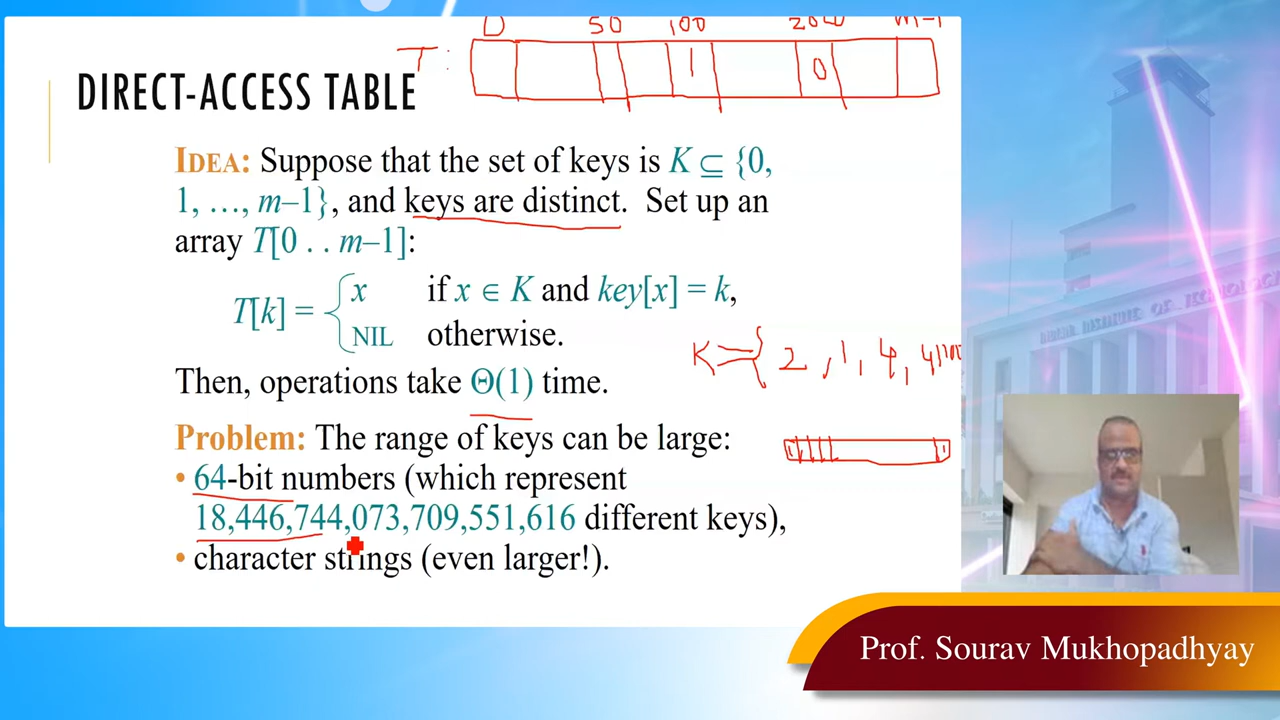 0 50 100 200 m-1
T:
1 0
DIRECT-ACCESS TABLE
IDEA: Suppose that the set of keys is K ⊆ {0,
1, …, m–1}, and keys are distinct. Set up an
array T[0 . . m–1]:
T[k] = { x if x ∈ K and key[x] = k,
NIL otherwise.
K = { 2, 1, 4,
Then, operations take Θ(1) time.
Problem: The range of keys can be large:
• 64-bit numbers (which represent
18,446,744,073,709,551,616 different keys),
• character strings (even larger!).
Prof. Sourav Mukhopadhyay